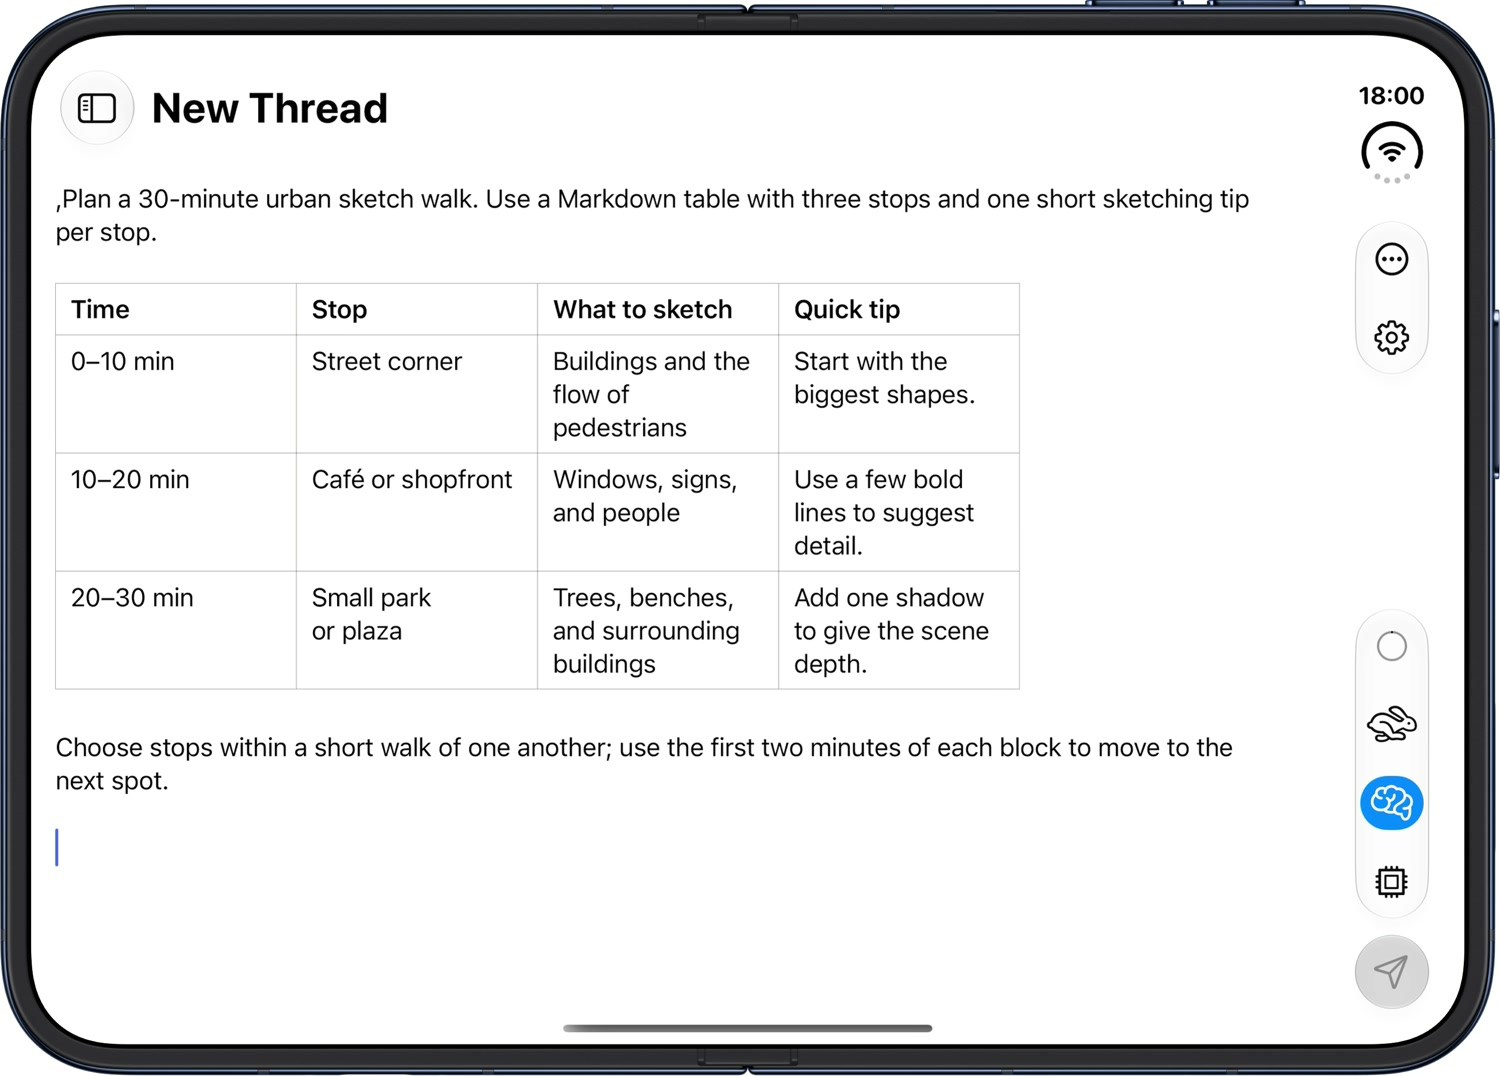 New Thread
18:00
,Plan a 30-minute urban sketch walk. Use a Markdown table with three stops and one short sketching tip
per stop.
Time Stop What to sketch Quick tip
0–10 min Street corner Buildings and the flow of pedestrians Start with the biggest shapes.
10–20 min Café or shopfront Windows, signs, and people Use a few bold lines to suggest detail.
20–30 min Small park or plaza Trees, benches, and surrounding buildings Add one shadow to give the scene depth.
Choose stops within a short walk of one another; use the first two minutes of each block to move to the
next spot.